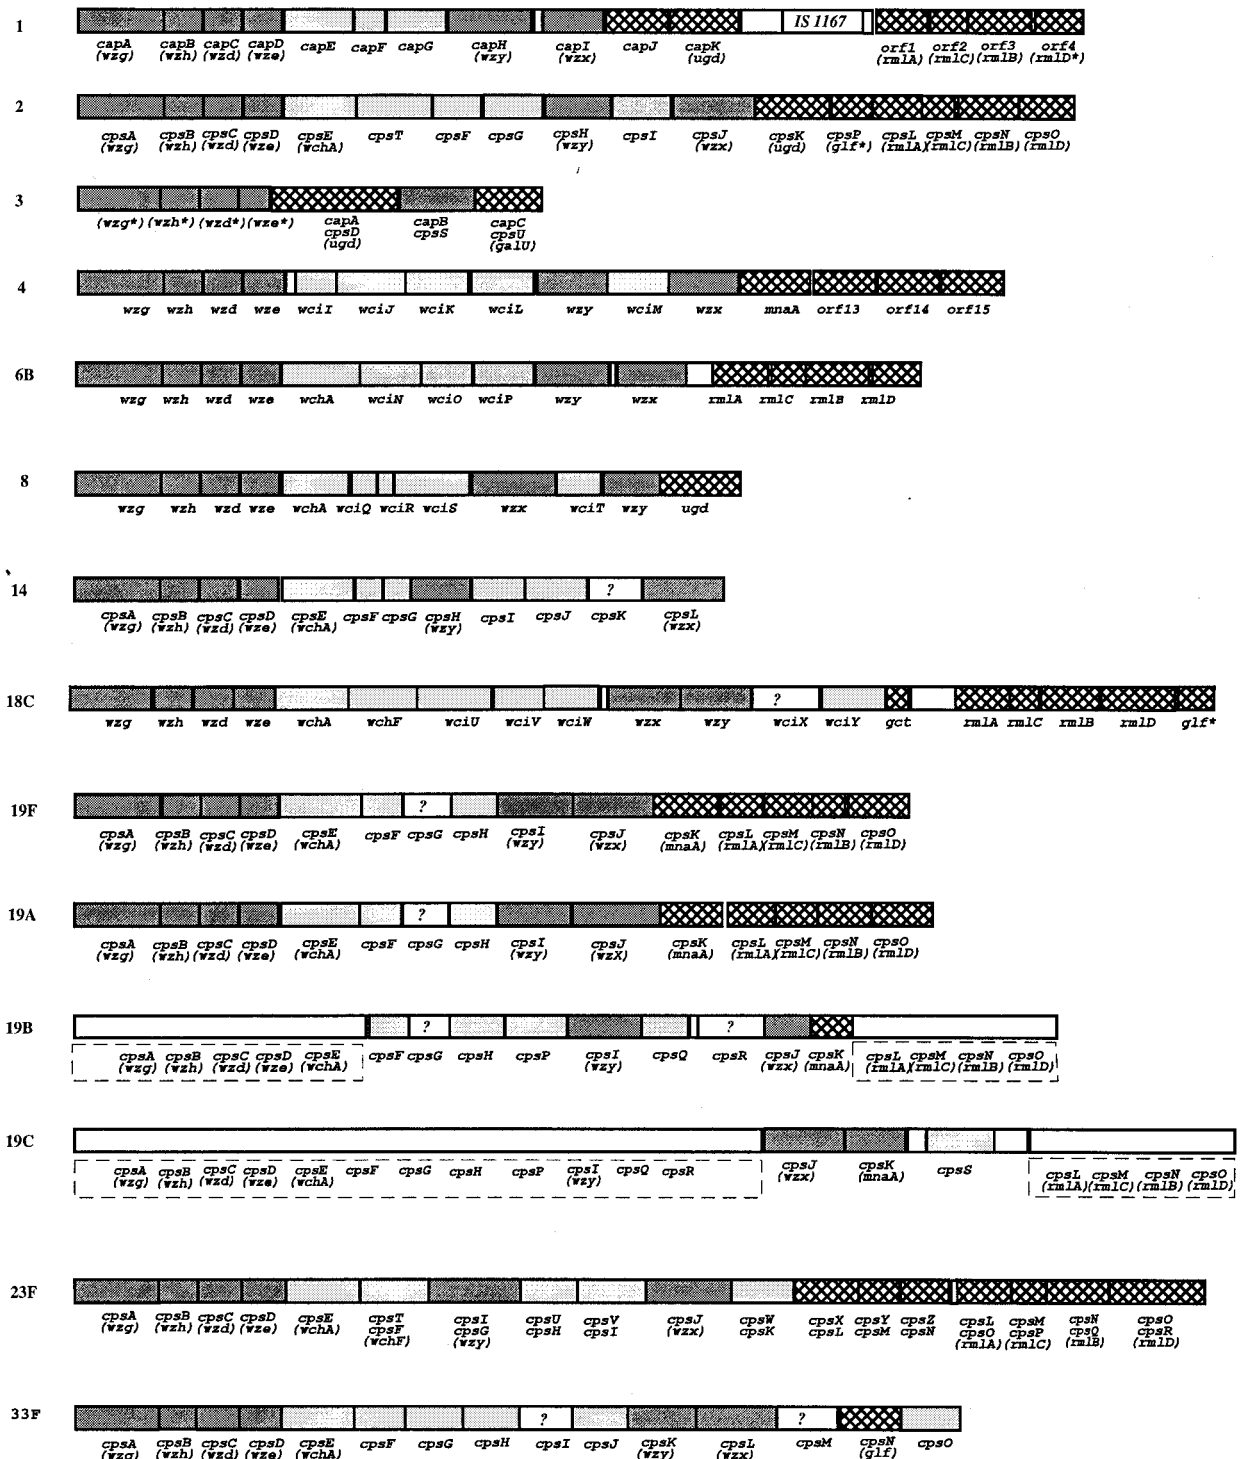 1 IS 1167
capA capB capC capD capE capF capG capH capI capJ capK orf1 orf2 orf3 orf4
(wzg) (wzh) (wzd) (wze) (wzy) (wzx) (ugd) (rmlA) (rmlC) (rmlB) (rmlD*)
2
cpsA cpsB cpsC cpsD cpsE cpsT cpsF cpsG cpsH cpsI cpsJ cpsK cpsP cpsL cpsM cpsN cpsO
(wzg) (wzh) (wzd) (wze) (wchA) (wzy) (wzx) (ugd) (glf*) (rmlA)(rmlC) (rmlB) (rmlD)
3
(wzg*) (wzh*) (wzd*) (wze*) capA capB capC
cpsD cpsS cpsU
(ugd) (galU)
4
wzg wzh wzd wze wciI wciJ wciK wciL wzy wciM wzx mnaA orf13 orf14 orf15
6B
wzg wzh wzd wze wchA wciN wciO wciP wzy wzx rmlA rmlC rmlB rmlD
8
wzg wzh wzd wze wchA wciQ wciR wciS wzx wciT wzy ugd
14 ?
cpsA cpsB cpsC cpsD cpsE cpsF cpsG cpsH cpsI cpsJ cpsK cpsL
(wzg) (wzh) (wzd) (wze) (wchA) (wzy) (wzx)
18C ?
wzg wzh wzd wze wchA wchF wciU wciV wciW wzx wzy wciX wciY gct rmlA rmlC rmlB rmlD glf*
19F ?
cpsA cpsB cpsC cpsD cpsE cpsF cpsG cpsH cpsI cpsJ cpsK cpsL cpsM cpsN cpsO
(wzg) (wzh) (wzd) (wze) (wchA) (wzy) (wzx) (mnaA) (rmlA)(rmlC) (rmlB) (rmlD)
19A ?
cpsA cpsB cpsC cpsD cpsE cpsF cpsG cpsH cpsI cpsJ cpsK cpsL cpsM cpsN cpsO
(wzg) (wzh) (wzd) (wze) (wchA) (wzy) (wzX) (mnaA) (rmlA)(rmlC) (rmlB) (rmlD)
19B ? ?
cpsA cpsB cpsC cpsD cpsE cpsF cpsG cpsH cpsP cpsI cpsQ cpsR cpsJ cpsK cpsL cpsM cpsN cpsO
(wzg) (wzh) (wzd) (wze) (wchA) (wzy) (wzx) (mnaA) (rmlA)(rmlC) (rmlB) (rmlD)
19C
cpsA cpsB cpsC cpsD cpsE cpsF cpsG cpsH cpsP cpsI cpsQ cpsR cpsJ cpsK cpsS cpsL cpsM cpsN cpsO
(wzg) (wzh) (wzd) (wze) (wchA) (wzy) (wzx) (mnaA) (rmlA)(rmlC) (rmlB) (rmlD)
23F
cpsA cpsB cpsC cpsD cpsE cpsT cpsI cpsU cpsV cpsJ cpsW cpsX cpsY cpsZ cpsL cpsM cpsN cpsO
(wzg) (wzh) (wzd) (wze) (wchA) cpsF cpsG cpsH cpsI (wzx) cpsK cpsL cpsM cpsN cpsO cpsP cpsQ cpsR
(wchF) (wzy) (rmlA) (rmlC) (rmlB) (rmlD)
33F ? ?
cpsA cpsB cpsC cpsD cpsE cpsF cpsG cpsH cpsI cpsJ cpsK cpsL cpsM cpsN cpsO
(wzg) (wzh) (wzd) (wze) (wchA) (wzy) (wzx) (glf)